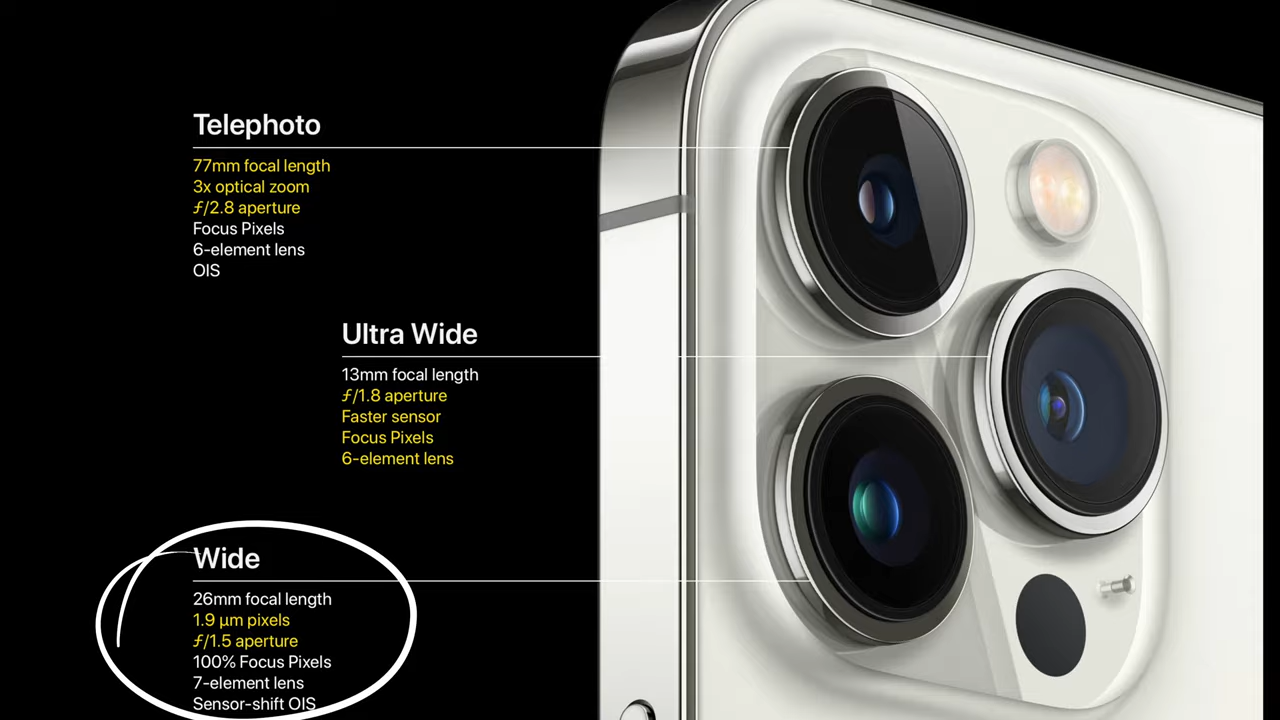 Telephoto
77mm focal length
3x optical zoom
ƒ/2.8 aperture
Focus Pixels
6-element lens
OIS
Ultra Wide
13mm focal length
ƒ/1.8 aperture
Faster sensor
Focus Pixels
6-element lens
Wide
26mm focal length
1.9 µm pixels
ƒ/1.5 aperture
100% Focus Pixels
7-element lens
Sensor-shift OIS